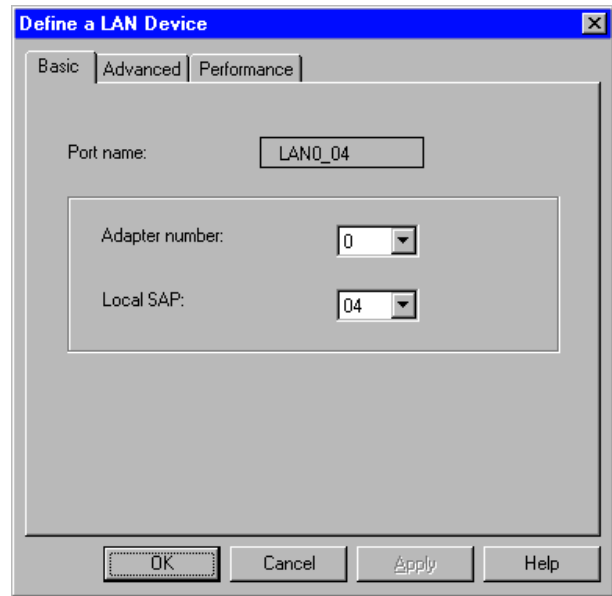 Define a LAN Device
Basic Advanced Performance
Port name: LAN0_04
Adapter number: 0
Local SAP: 04
OK Cancel Apply Help